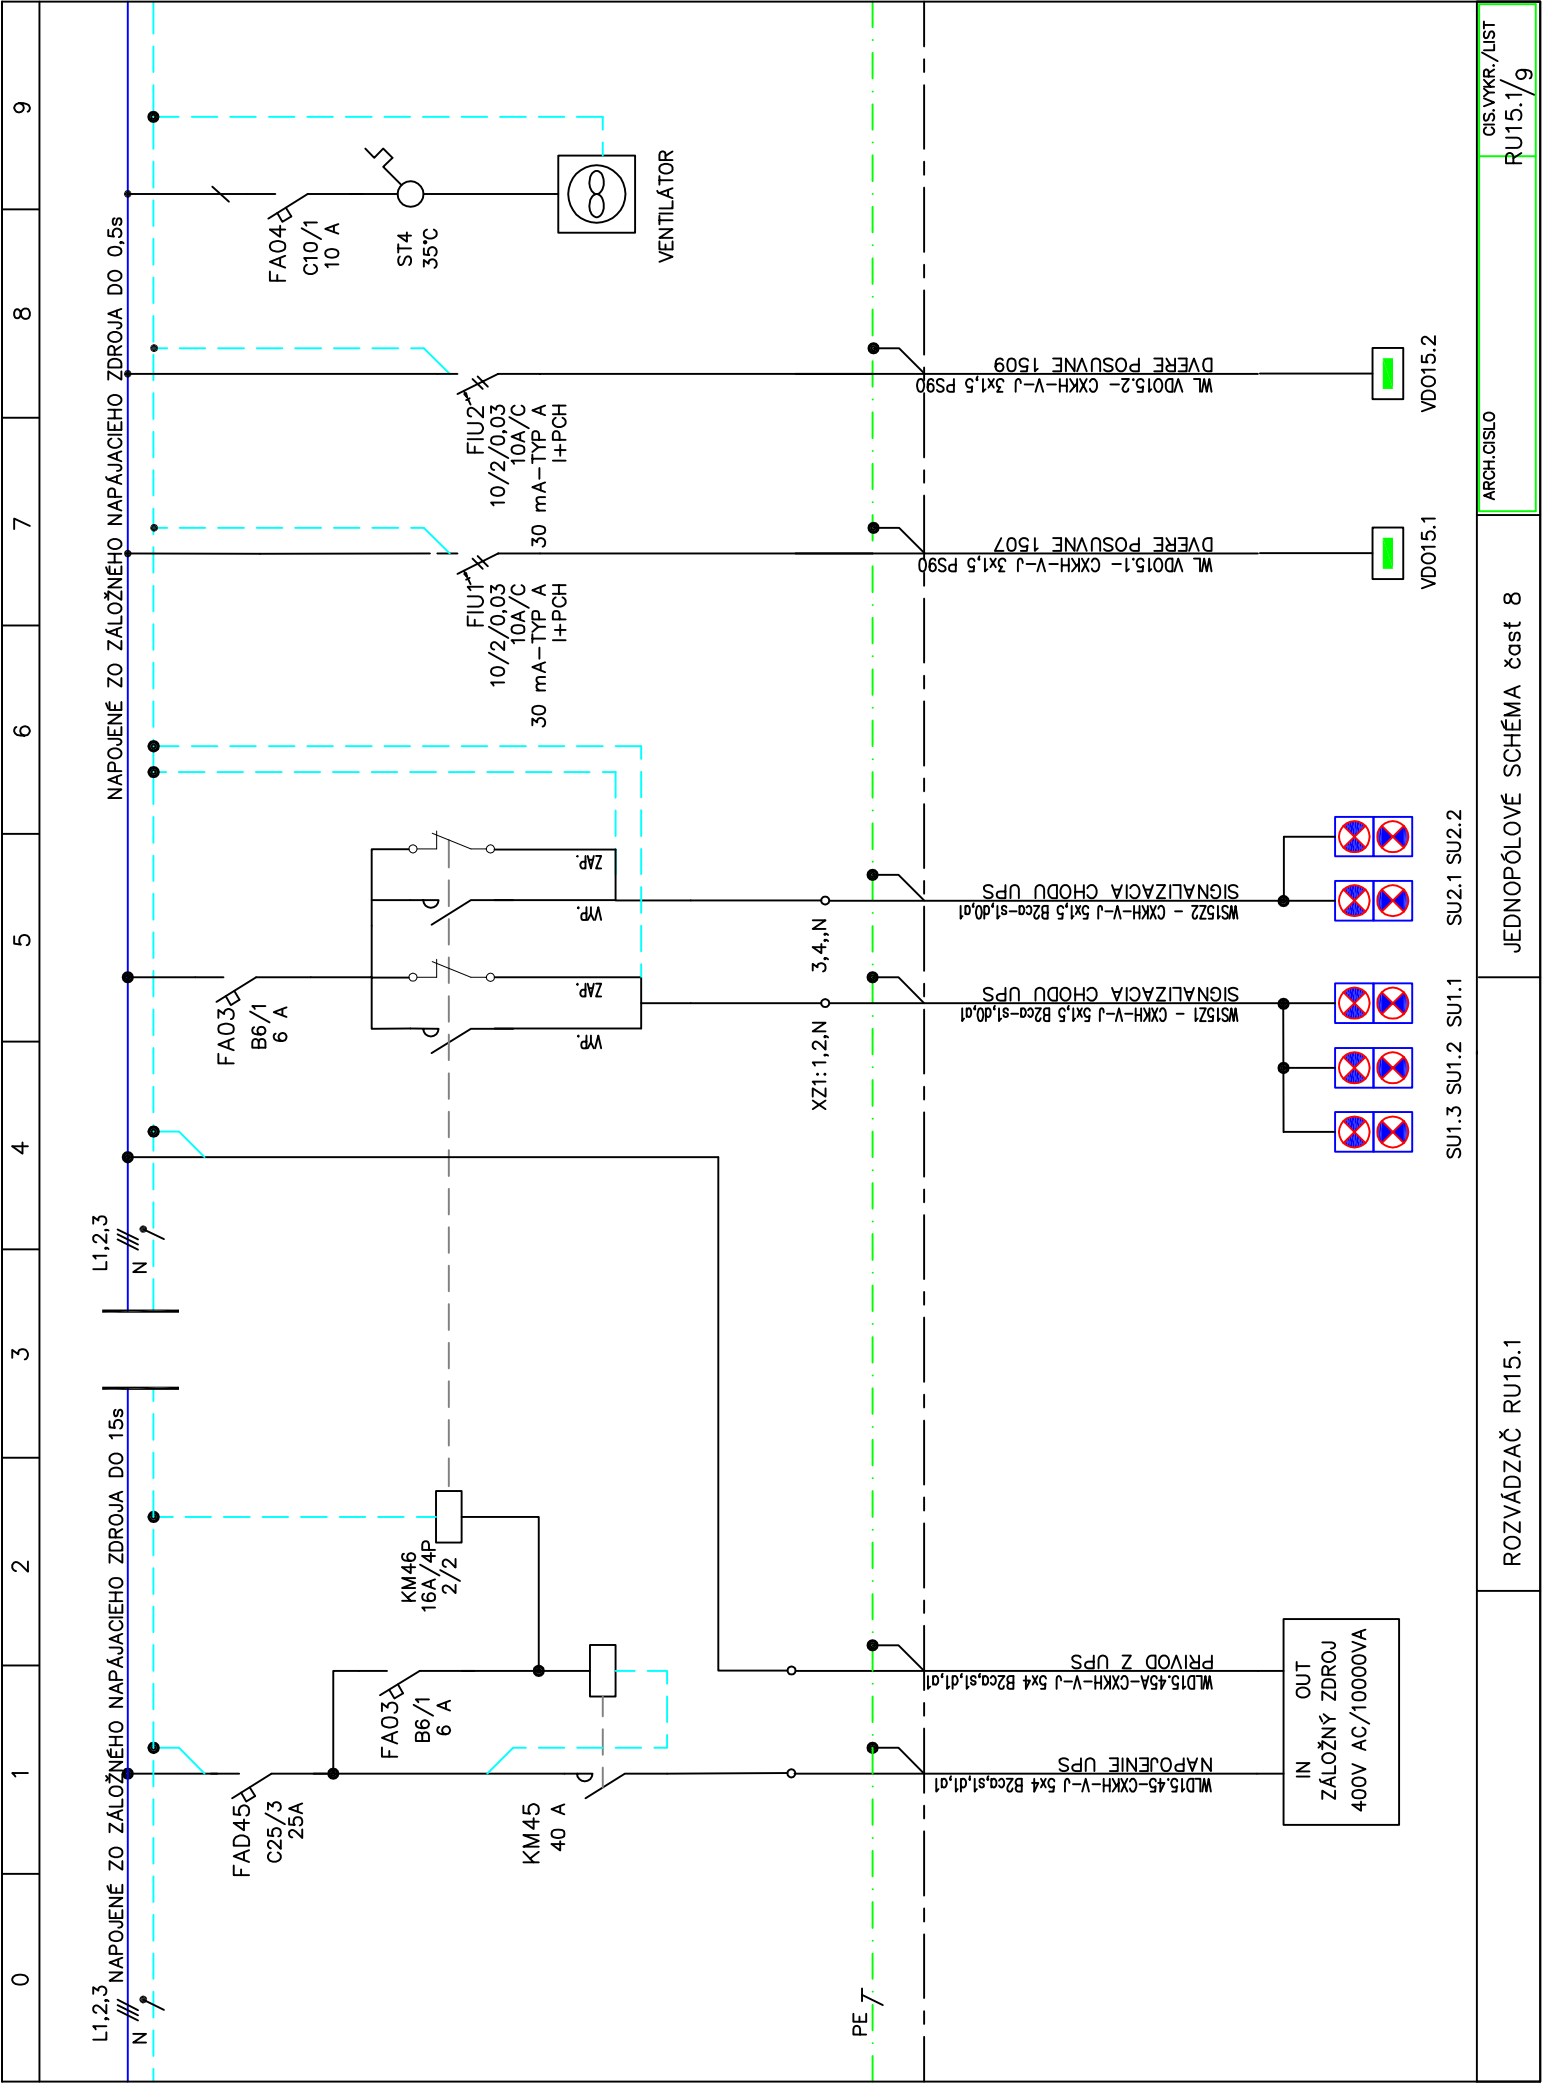 0 1 2 3 4 5 6 7 8 9
L1,2,3
N
NAPOJENÉ ZO ZÁLOŽNÉHO NAPÁJACIEHO ZDROJA DO 15s
L1,2,3
N
NAPOJENÉ ZO ZÁLOŽNÉHO NAPÁJACIEHO ZDROJA DO 0,5s
FAD45
C25/3
25A
FA03
B6/1
6 A
KM45
40 A
KM46
16A/4P
2/2
FA03
B6/1
6 A
VYP.
ZAP.
VYP.
ZAP.
FIU1
10/2/0,03
10A/C
30 mA-TYP A
I+PCH
FIU2
10/2/0,03
10A/C
30 mA-TYP A
I+PCH
FA04
C10/1
10 A
ST4
35°C
VENTILÁTOR
XZ1: 1,2,N
3,4,,N
PE
NAPOJENIE UPS
WLD15.45-CXKH-V-J 5x4 B2ca,s1,d1,a1
PRIVOD Z UPS
WLD15.45A-CXKH-V-J 5x4 B2ca,s1,d1,a1
SIGNALIZACIA CHODU UPS
WS15Z1 - CXKH-V-J 5x1,5 B2ca-s1,d0,a1
SIGNALIZACIA CHODU UPS
WS15Z2 - CXKH-V-J 5x1,5 B2ca-s1,d0,a1
DVERE POSUVNE 1507
WL VDO15.1- CXKH-V-J 3x1,5 PS90
DVERE POSUVNE 1509
WL VDO15.2- CXKH-V-J 3x1,5 PS90
IN OUT
ZÁLOŽNÝ ZDROJ
400V AC/10000VA
SU1.3 SU1.2 SU1.1
SU2.1 SU2.2
VDO15.1
VDO15.2
ROZVÁDZAČ RU15.1
JEDNOPÓLOVÉ SCHÉMA časť 8
ARCH.CISLO
CIS.VYKR./LIST
RU15.1/9